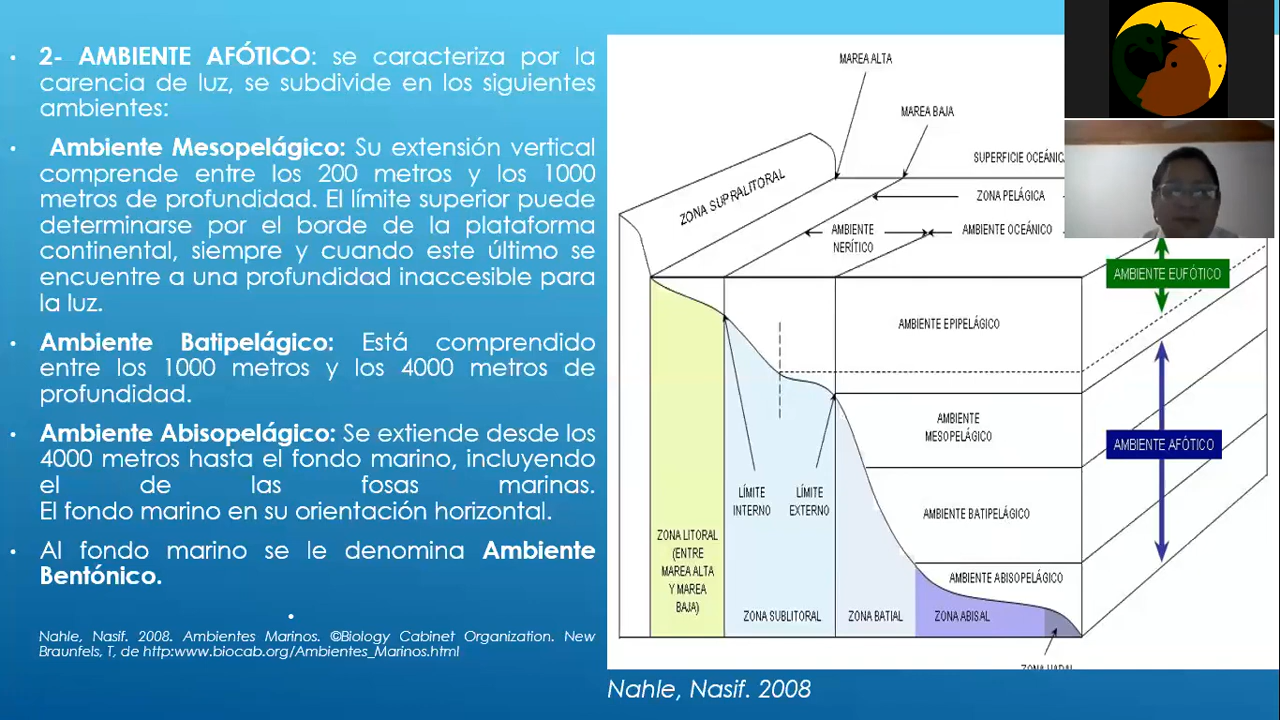 2- AMBIENTE AFÓTICO: se caracteriza por la
carencia de luz, se subdivide en los siguientes
ambientes:
Ambiente Mesopelágico: Su extensión vertical
comprende entre los 200 metros y los 1000
metros de profundidad. El límite superior puede
determinarse por el borde de la plataforma
continental, siempre y cuando este último se
encuentre a una profundidad inaccesible para
la luz.
Ambiente Batipelágico: Está comprendido
entre los 1000 metros y los 4000 metros de
profundidad.
Ambiente Abisopelágico: Se extiende desde los
4000 metros hasta el fondo marino, incluyendo
el de las fosas marinas.
El fondo marino en su orientación horizontal.
Al fondo marino se le denomina Ambiente
Bentónico.
Nahle, Nasif. 2008. Ambientes Marinos. ©Biology Cabinet Organization. New
Braunfels, T, de http:www.biocab.org/Ambientes_Marinos.html
MAREA ALTA
MAREA BAJA
SUPERFICIE OCEÁNIC
ZONA SUPRALITORAL
ZONA PELÁGICA
AMBIENTE
NERÍTICO
AMBIENTE OCEÁNICO
AMBIENTE EUFÓTICO
AMBIENTE EPIPELÁGICO
AMBIENTE
MESOPELÁGICO
AMBIENTE AFÓTICO
LÍMITE
INTERNO
LÍMITE
EXTERNO
AMBIENTE BATIPELÁGICO
ZONA LITORAL
(ENTRE
MAREA ALTA
Y MAREA
BAJA)
AMBIENTE ABISOPELÁGICO
ZONA SUBLITORAL
ZONA BATIAL
ZONA ABISAL
Nahle, Nasif. 2008